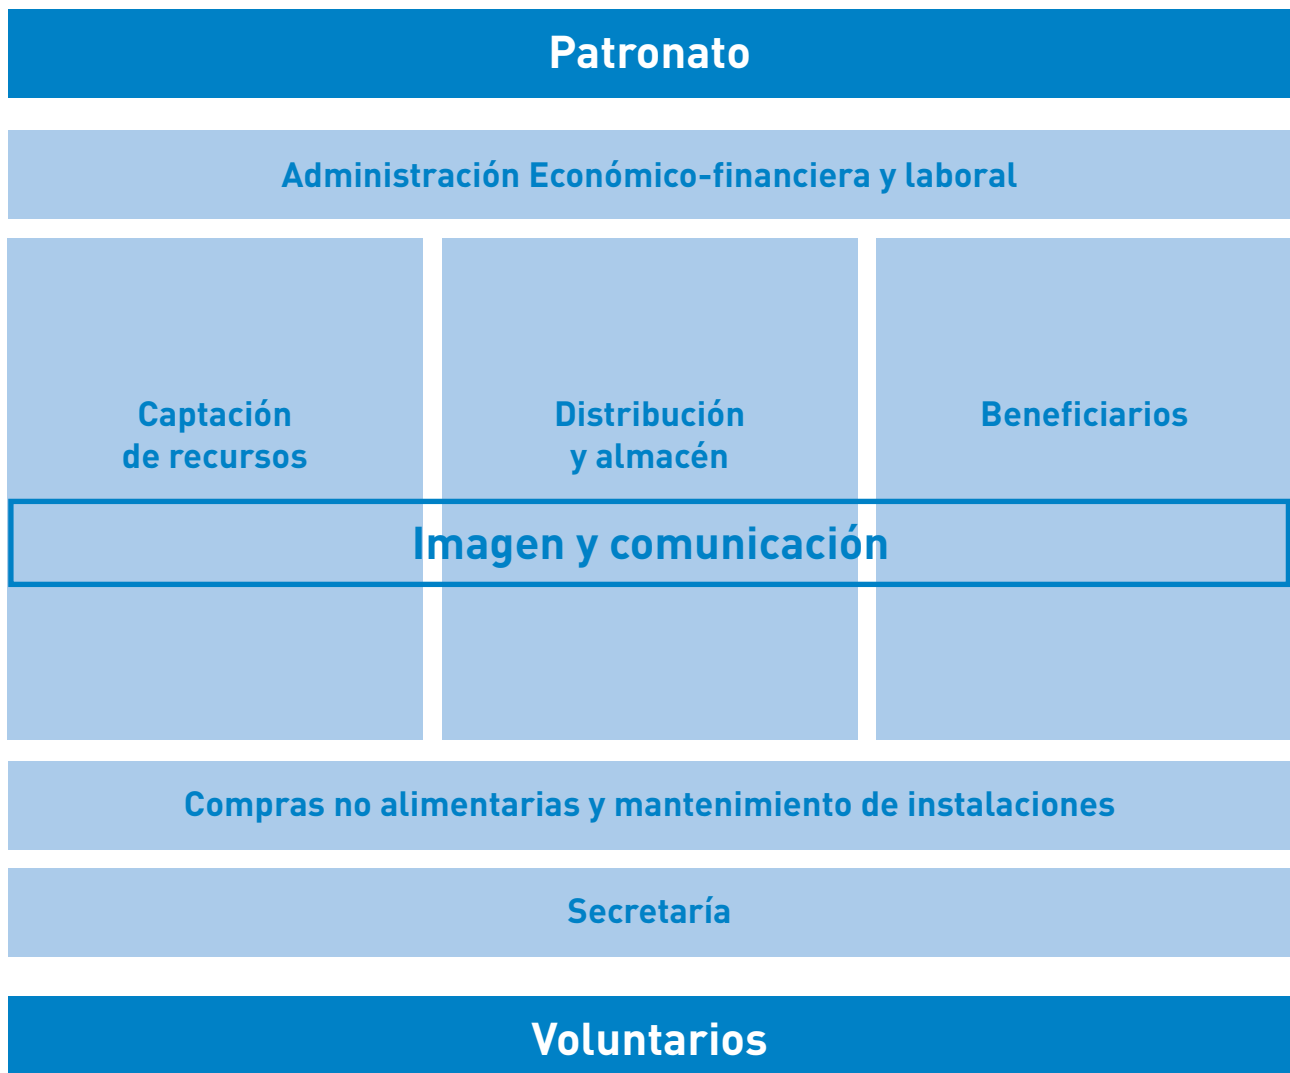 Patronato
Administración Económico-financiera y laboral
Captación
de recursos
Distribución
y almacén
Beneficiarios
Imagen y comunicación
Compras no alimentarias y mantenimiento de instalaciones
Secretaría
Voluntarios